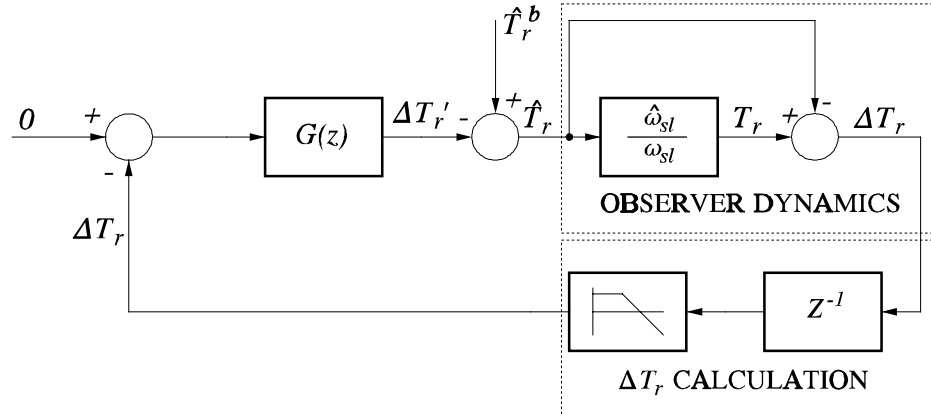 T̂_r^b
0 + - G(z) ΔT_r' - + T̂_r ω̂_sl / ω_sl T_r + - ΔT_r
OBSERVER DYNAMICS
ΔT_r
Z^-1
ΔT_r CALCULATION